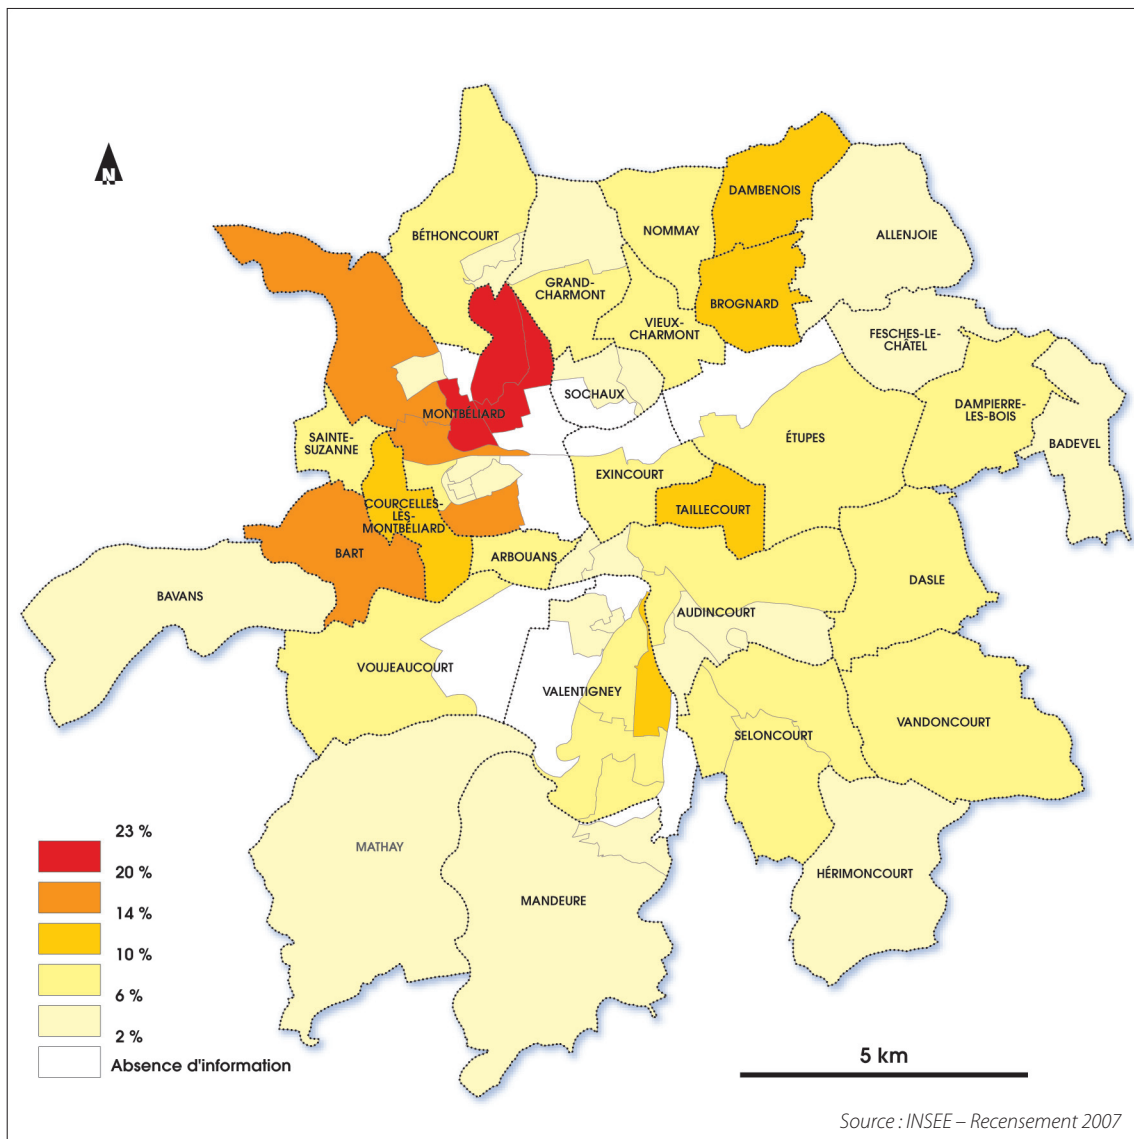 N
DAMBENOIS
BÉTHONCOURT
NOMMAY
ALLENJOIE
GRAND-
CHARMONT
BROGNARD
VIEUX-
CHARMONT
FESCHES-LE-
CHÂTEL
SOCHAUX
MONTBÉLIARD
DAMPIERRE-
LES-BOIS
SAINTE-
SUZANNE
ÉTUPES
BADEVEL
EXINCOURT
COURCELLES-
LÈS-
MONTBÉLIARD
TAILLECOURT
BART
ARBOUANS
DASLE
BAVANS
AUDINCOURT
VOUJEAUCOURT
VALENTIGNEY
VANDONCOURT
SELONCOURT
MATHAY
HÉRIMONCOURT
MANDEURE
23 %
20 %
14 %
10 %
6 %
2 %
Absence d'information
5 km
Source : INSEE – Recensement 2007